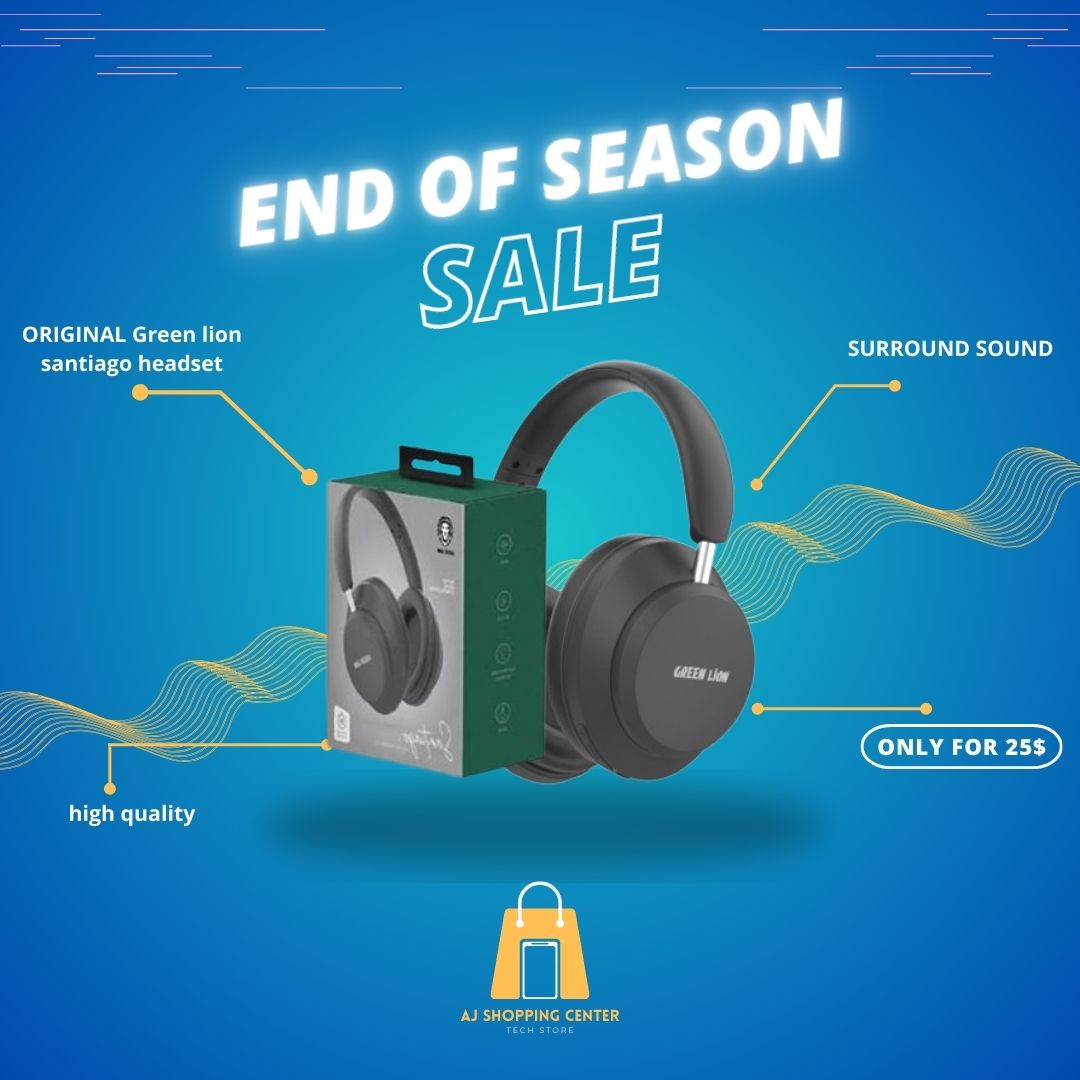 END OF SEASON
SALE
ORIGINAL Green lion
santiago headset
SURROUND SOUND
GREEN LION
Santiago
ONLY FOR 25$
high quality
AJ SHOPPING CENTER
TECH STORE